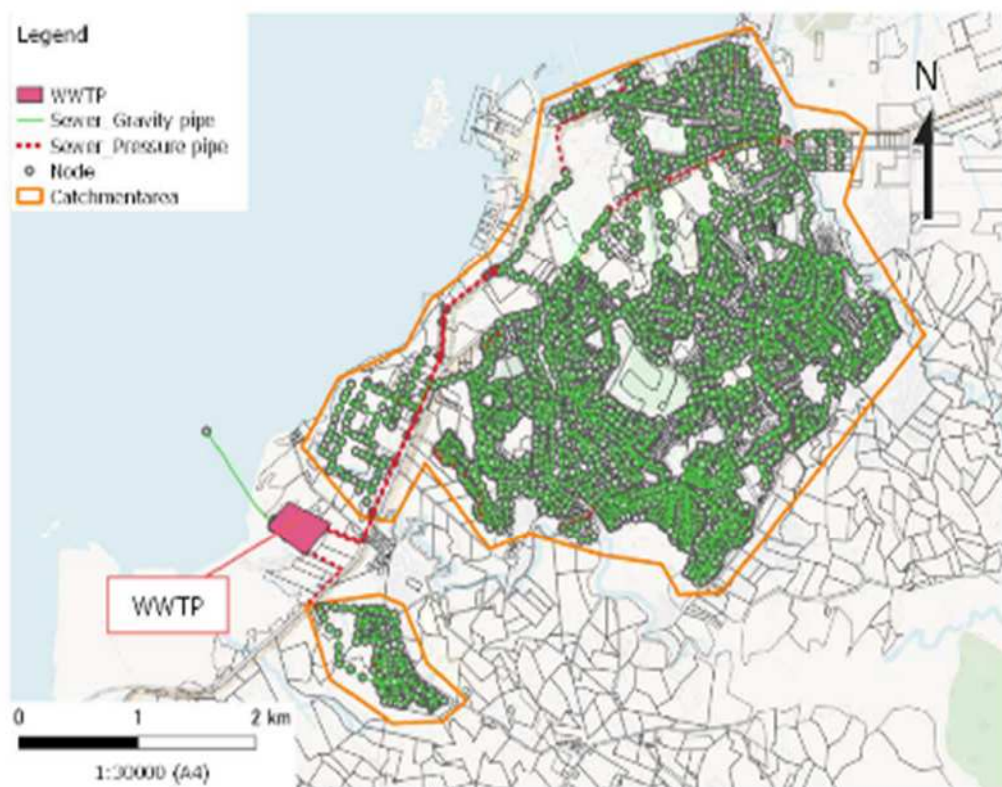 Legend
WWTP
Sewer_Gravity pipe
Sewer_Pressure pipe
Node
Catchmentarea
N
WWTP
0 1 2 km
1:30000 (A4)